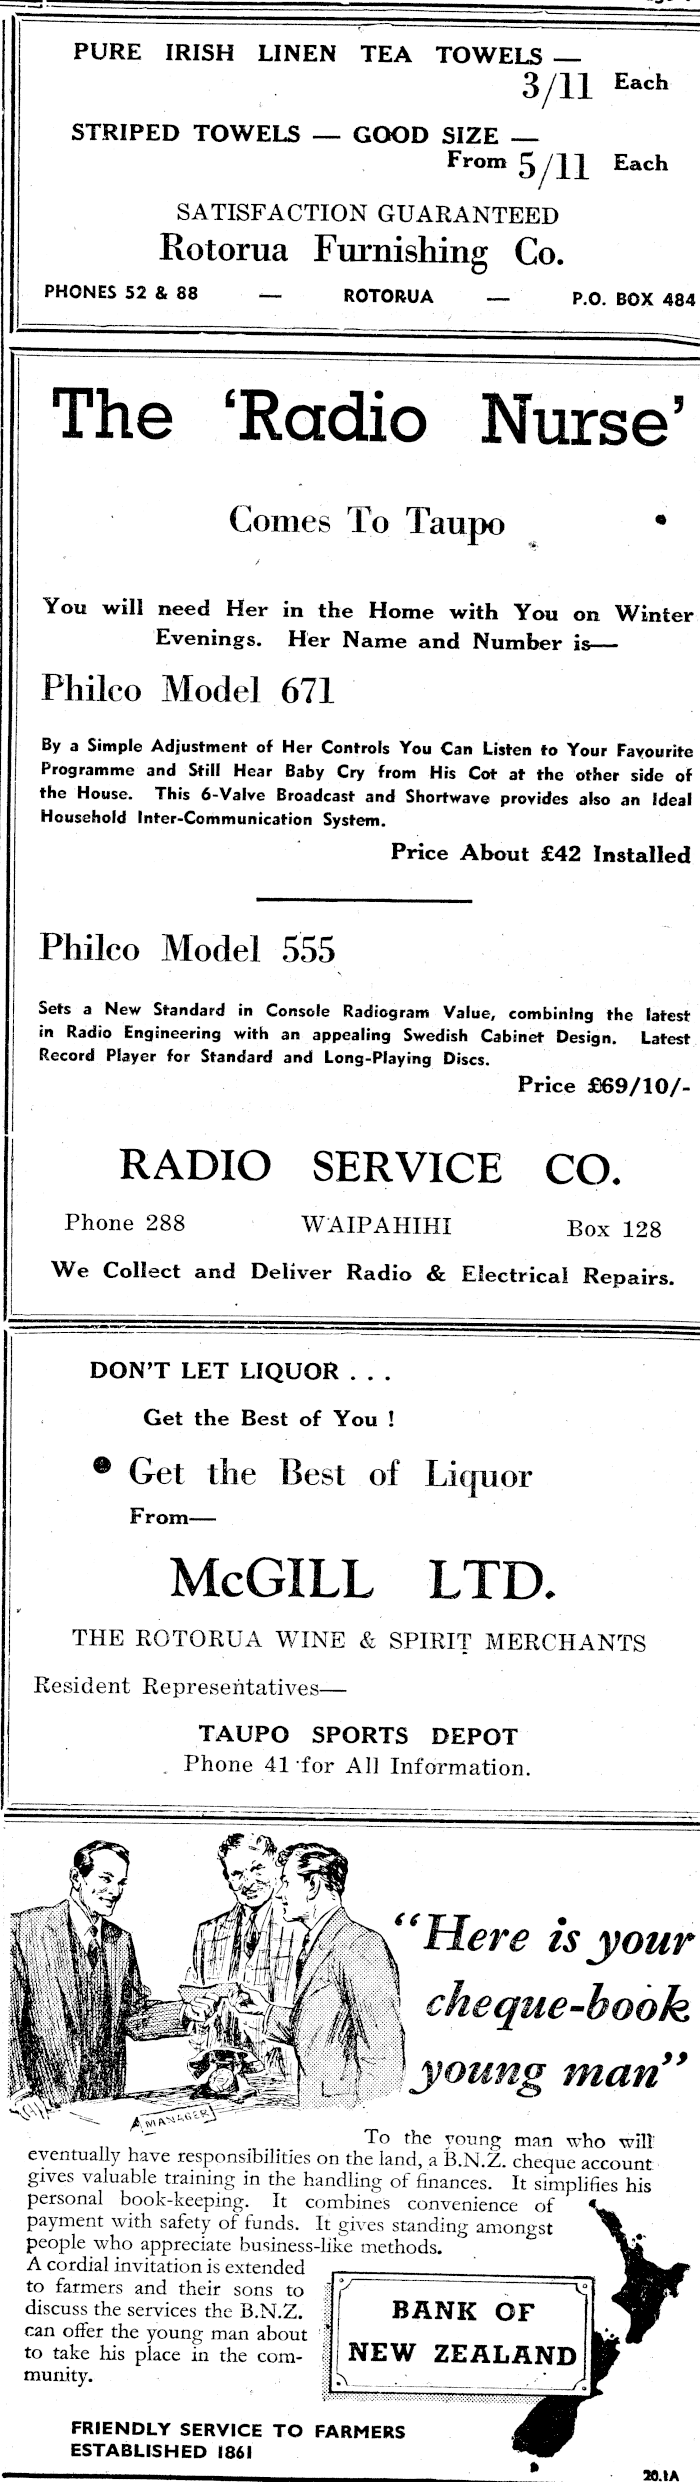 PURE IRISH LINEN TEA TOWELS —
3/11 Each
STRIPED TOWELS — GOOD SIZE —
From 5/11 Each
SATISFACTION GUARANTEED
Rotorua Furnishing Co.
PHONES 52 & 88 — ROTORUA — P.O. BOX 484
The ‘Radio Nurse’
Comes To Taupo
You will need Her in the Home with You on Winter
Evenings. Her Name and Number is—
Philco Model 671
By a Simple Adjustment of Her Controls You Can Listen to Your Favourite
Programme and Still Hear Baby Cry from His Cot at the other side of
the House. This 6-Valve Broadcast and Shortwave provides also an Ideal
Household Inter-Communication System.
Price About £42 Installed
Philco Model 555
Sets a New Standard in Console Radiogram Value, combining the latest
in Radio Engineering with an appealing Swedish Cabinet Design. Latest
Record Player for Standard and Long-Playing Discs.
Price £69/10/-
RADIO SERVICE CO.
Phone 288 WAIPAHIHI Box 128
We Collect and Deliver Radio & Electrical Repairs.
DON'T LET LIQUOR . . .
Get the Best of You !
● Get the Best of Liquor
From—
McGILL LTD.
THE ROTORUA WINE & SPIRIT MERCHANTS
Resident Representatives—
TAUPO SPORTS DEPOT
Phone 41 for All Information.
“Here is your
cheque-book
young man”
MANAGER
To the young man who will
eventually have responsibilities on the land, a B.N.Z. cheque account
gives valuable training in the handling of finances. It simplifies his
personal book-keeping. It combines convenience of
payment with safety of funds. It gives standing amongst
people who appreciate business-like methods.
A cordial invitation is extended
to farmers and their sons to
discuss the services the B.N.Z.
can offer the young man about
to take his place in the com-
munity.
BANK OF
NEW ZEALAND
FRIENDLY SERVICE TO FARMERS
ESTABLISHED 1861
20.1A